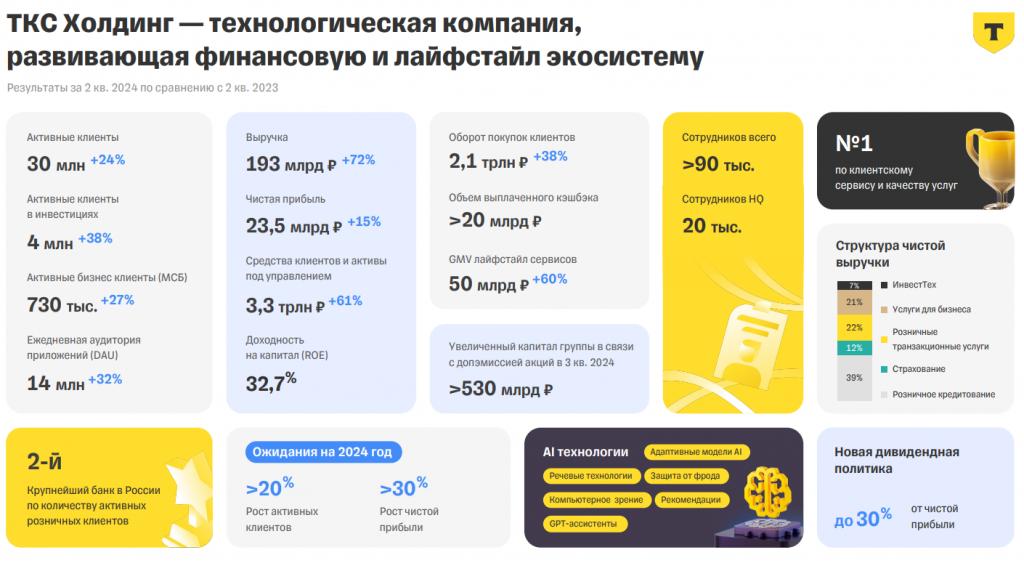 ТКС Холдинг — технологическая компания,
развивающая финансовую и лайфстайл экосистему
Т
Результаты за 2 кв. 2024 по сравнению с 2 кв. 2023
Активные клиенты
30 млн +24%
Активные клиенты
в инвестициях
4 млн +38%
Активные бизнес клиенты (МСБ)
730 тыс. +27%
Ежедневная аудитория
приложений (DAU)
14 млн +32%
Выручка
193 млрд ₽ +72%
Чистая прибыль
23,5 млрд ₽ +15%
Средства клиентов и активы
под управлением
3,3 трлн ₽ +61%
Доходность
на капитал (ROE)
32,7%
Оборот покупок клиентов
2,1 трлн ₽ +38%
Объем выплаченного кэшбэка
>20 млрд ₽
GMV лайфстайл сервисов
50 млрд ₽ +60%
Увеличенный капитал группы в связи
с допэмиссией акций в 3 кв. 2024
>530 млрд ₽
Сотрудников всего
>90 тыс.
Сотрудников HQ
20 тыс.
№1
по клиентскому
сервису и качеству услуг
Структура чистой
выручки
7%
21%
22%
12%
39%
ИнвестТех
Услуги для бизнеса
Розничные
транзакционные услуги
Страхование
Розничное кредитование
2-й
Крупнейший банк в России
по количеству активных
розничных клиентов
Ожидания на 2024 год
>20%
Рост активных
клиентов
>30%
Рост чистой
прибыли
AI технологии
Адаптивные модели AI
Речевые технологии
Защита от фрода
Компьютерное зрение
Рекомендации
GPT-ассистенты
Новая дивидендная
политика
до 30%
от чистой
прибыли